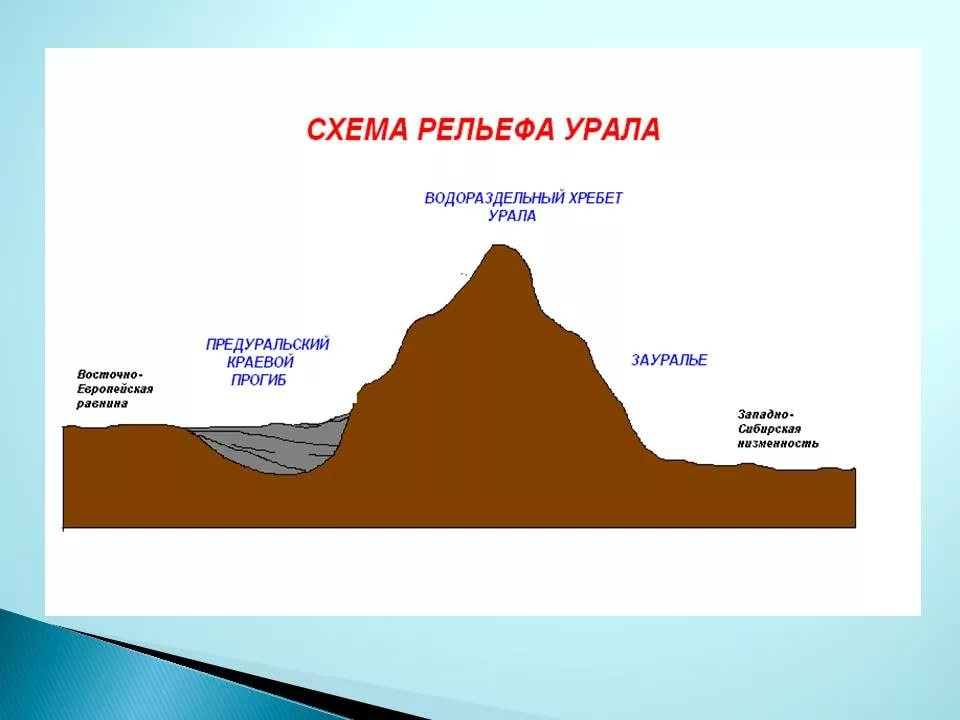 СХЕМА РЕЛЬЕФА УРАЛА
ВОДОРАЗДЕЛЬНЫЙ ХРЕБЕТ
УРАЛА
ПРЕДУРАЛЬСКИЙ
КРАЕВОЙ
ПРОГИБ
ЗАУРАЛЬЕ
Восточно-
Европейская
равнина
Западно-
Сибирская
низменность